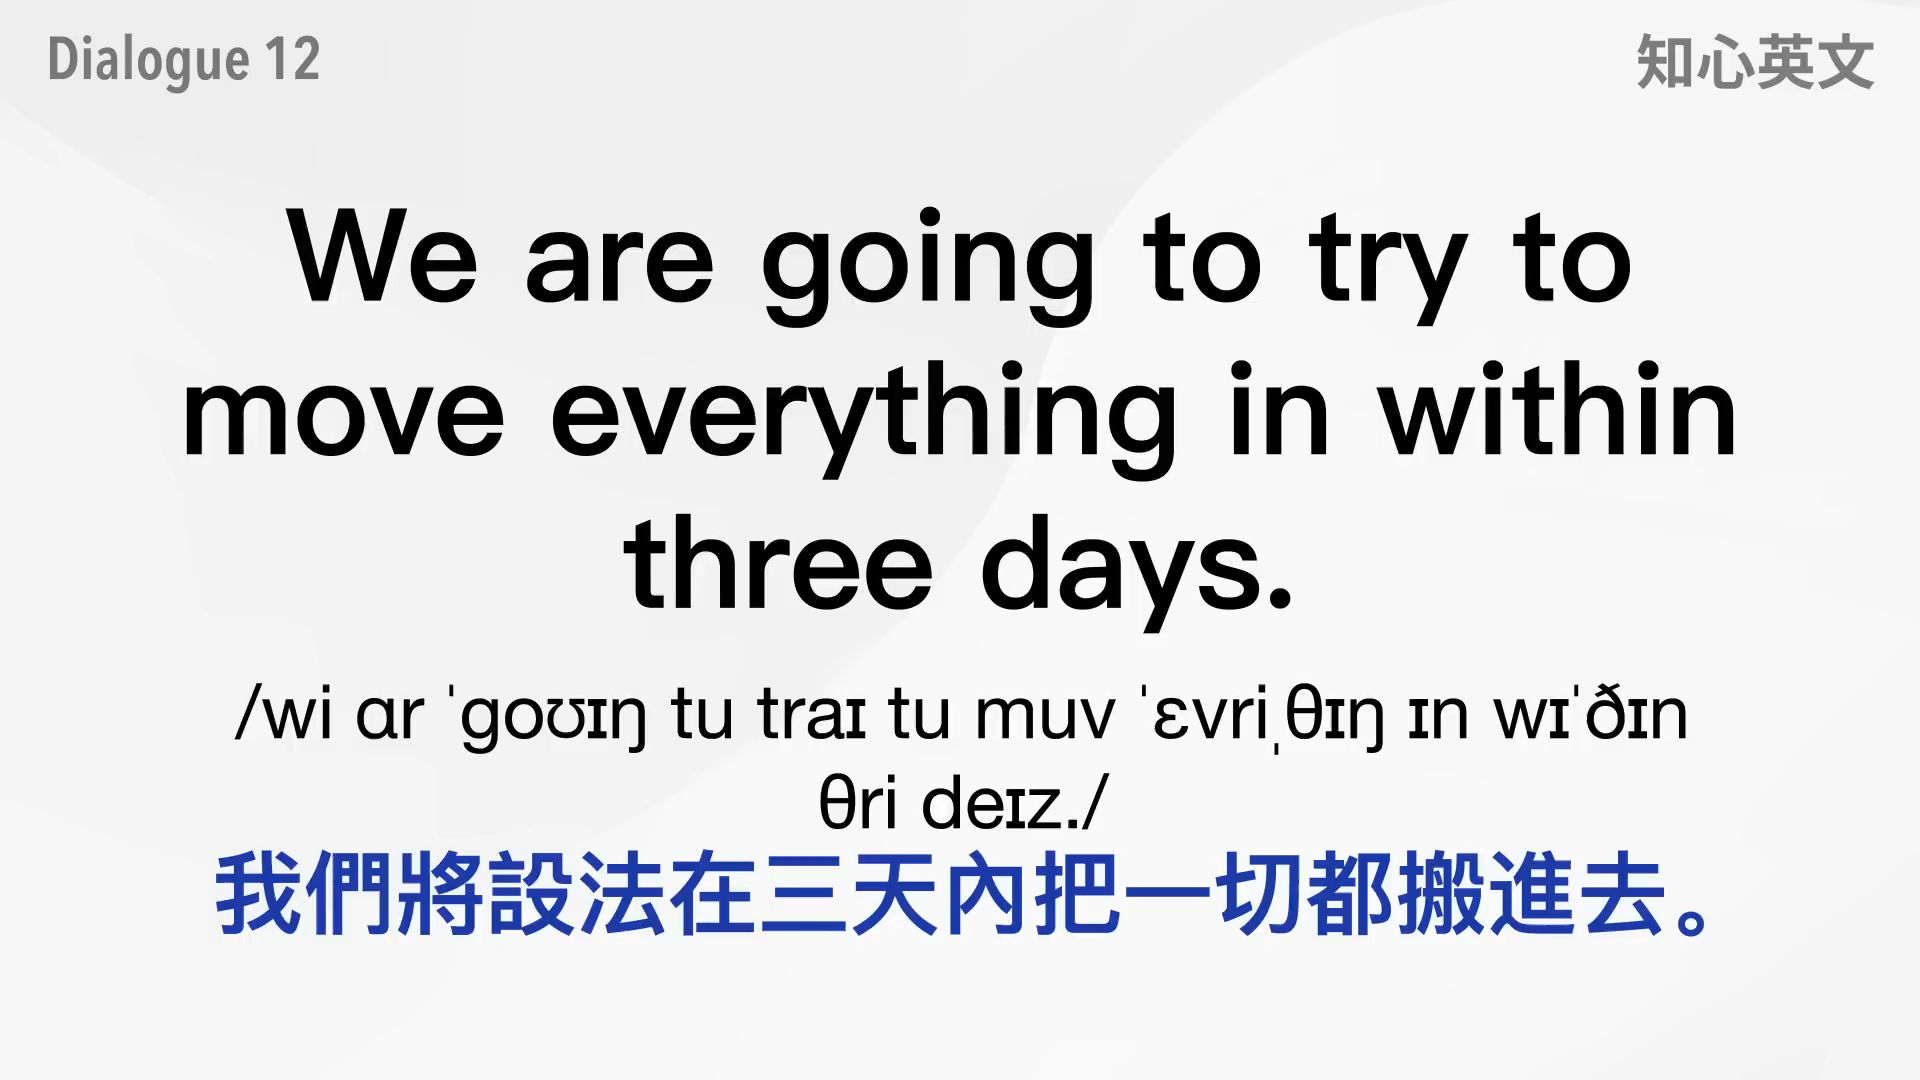 Dialogue 12
知心英文
We are going to try to
move everything in within
three days.
/wi ɑr ˈɡoʊɪŋ tu traɪ tu muv ˈɛvriˌθɪŋ ɪn wɪˈðɪn
θri deɪz./
我們將設法在三天內把一切都搬進去。